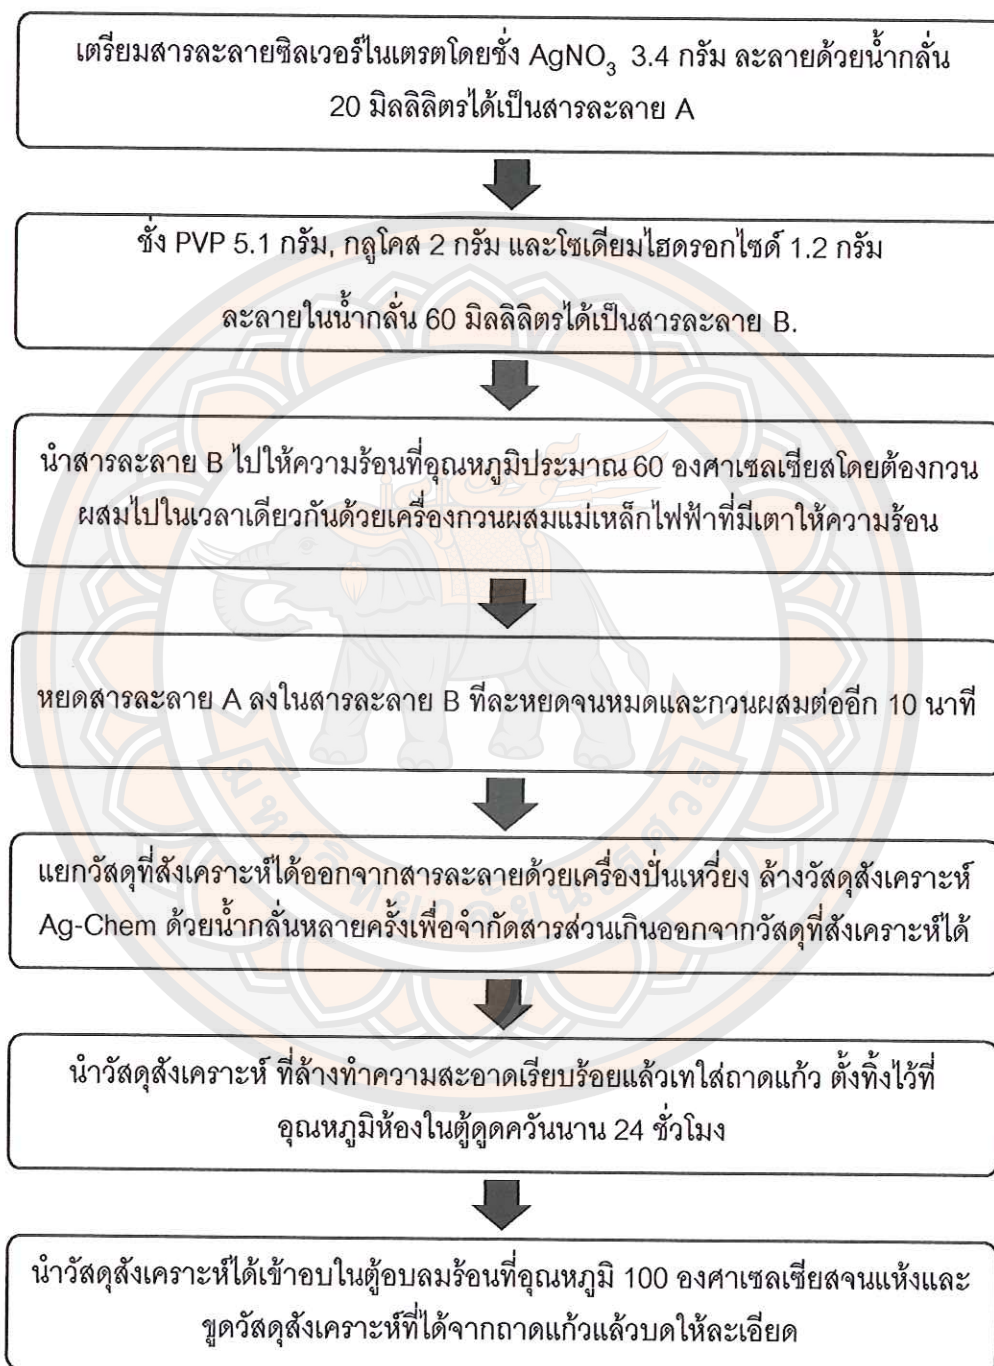 เตรียมสารละลายซิลเวอร์ไนเตรตโดยชั่ง AgNO₃ 3.4 กรัม ละลายด้วยน้ำกลั่น
20 มิลลิลิตรได้เป็นสารละลาย A
ชั่ง PVP 5.1 กรัม, กลูโคส 2 กรัม และโซเดียมไฮดรอกไซด์ 1.2 กรัม
ละลายในน้ำกลั่น 60 มิลลิลิตรได้เป็นสารละลาย B.
นำสารละลาย B ไปให้ความร้อนที่อุณหภูมิประมาณ 60 องศาเซลเซียสโดยต้องกวน
ผสมไปในเวลาเดียวกันด้วยเครื่องกวนผสมแม่เหล็กไฟฟ้าที่มีเตาให้ความร้อน
หยดสารละลาย A ลงในสารละลาย B ที่ละหยดจนหมดและกวนผสมต่ออีก 10 นาที
แยกวัสดุที่สังเคราะห์ได้ออกจากสารละลายด้วยเครื่องปั่นเหวี่ยง ล้างวัสดุสังเคราะห์
Ag-Chem ด้วยน้ำกลั่นหลายครั้งเพื่อจำกัดสารส่วนเกินออกจากวัสดุที่สังเคราะห์ได้
นำวัสดุสังเคราะห์ ที่ล้างทำความสะอาดเรียบร้อยแล้วเทใส่ถาดแก้ว ตั้งทิ้งไว้ที่
อุณหภูมิห้องในตู้ดูดควันนาน 24 ชั่วโมง
นำวัสดุสังเคราะห์ได้เข้าอบในตู้อบลมร้อนที่อุณหภูมิ 100 องศาเซลเซียสจนแห้งและ
ขูดวัสดุสังเคราะห์ที่ได้จากถาดแก้วแล้วบดให้ละเอียด
มหาวิทยาลัยนเรศวร